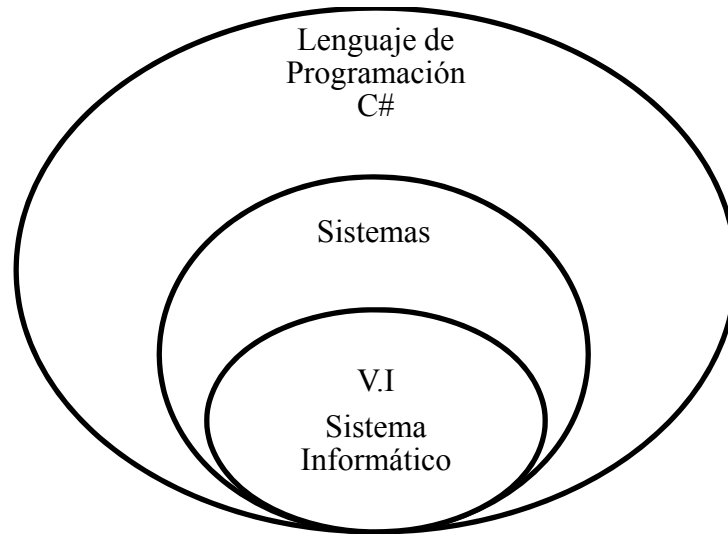 Lenguaje de
Programación
C#
Sistemas
V.I
Sistema
Informático